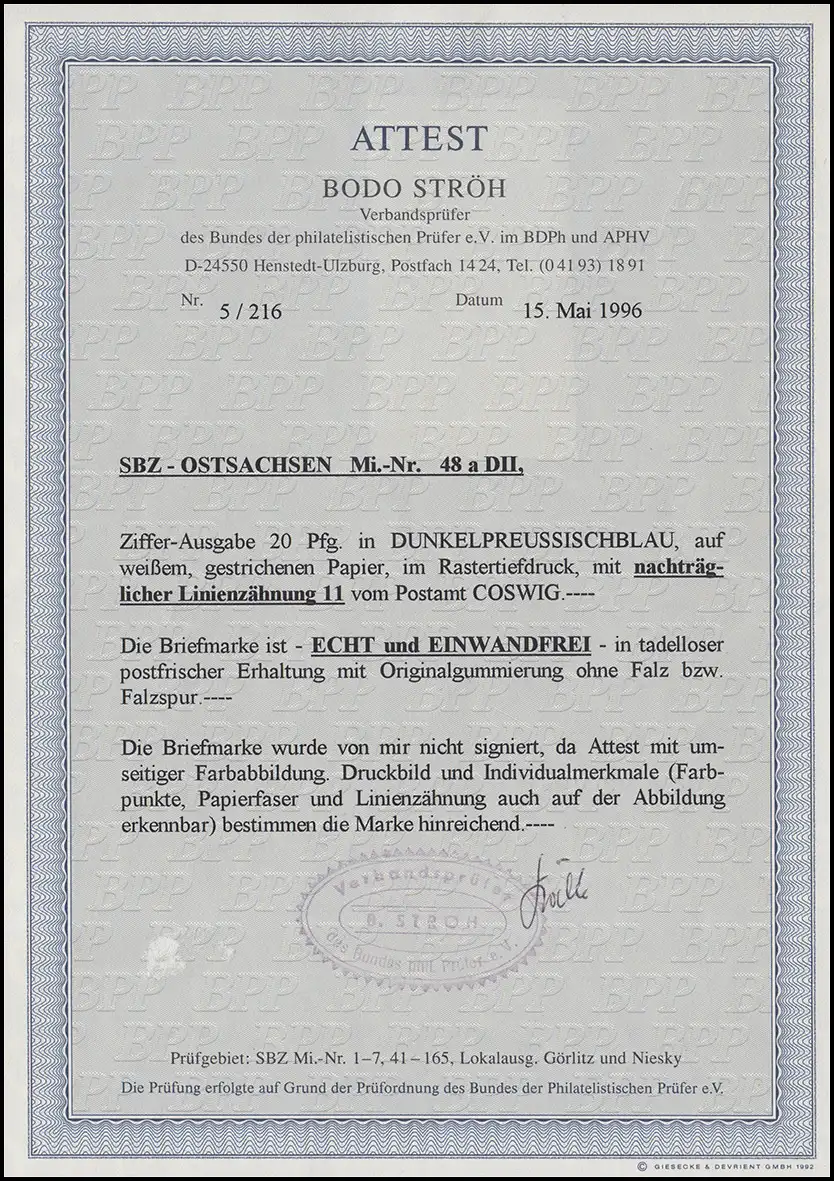 ATTEST
BODO STRÖH
Verbandsprüfer
des Bundes der philatelistischen Prüfer e.V. im BDPh und APHV
D-24550 Henstedt-Ulzburg, Postfach 14 24, Tel. (0 41 93) 18 91
Nr. 5 / 216 Datum 15. Mai 1996
SBZ - OSTSACHSEN Mi.-Nr. 48 a DII,
Ziffer-Ausgabe 20 Pfg. in DUNKELPREUSSISCHBLAU, auf
weißem, gestrichenen Papier, im Rastertiefdruck, mit nachträg-
licher Linienzähnung 11 vom Postamt COSWIG.----
Die Briefmarke ist - ECHT und EINWANDFREI - in tadelloser
postfrischer Erhaltung mit Originalgummierung ohne Falz bzw.
Falzspur.----
Die Briefmarke wurde von mir nicht signiert, da Attest mit um-
seitiger Farbabbildung. Druckbild und Individualmerkmale (Farb-
punkte, Papierfaser und Linienzähnung auch auf der Abbildung
erkennbar) bestimmen die Marke hinreichend.----
Verbandsprüfer
B. STRÖH
des Bundes phil. Prüfer e.V.
Prüfgebiet: SBZ Mi.-Nr. 1–7, 41–165, Lokalausg. Görlitz und Niesky
Die Prüfung erfolgte auf Grund der Prüfordnung des Bundes der Philatelistischen Prüfer e.V.
© GIESECKE & DEVRIENT GMBH 1992